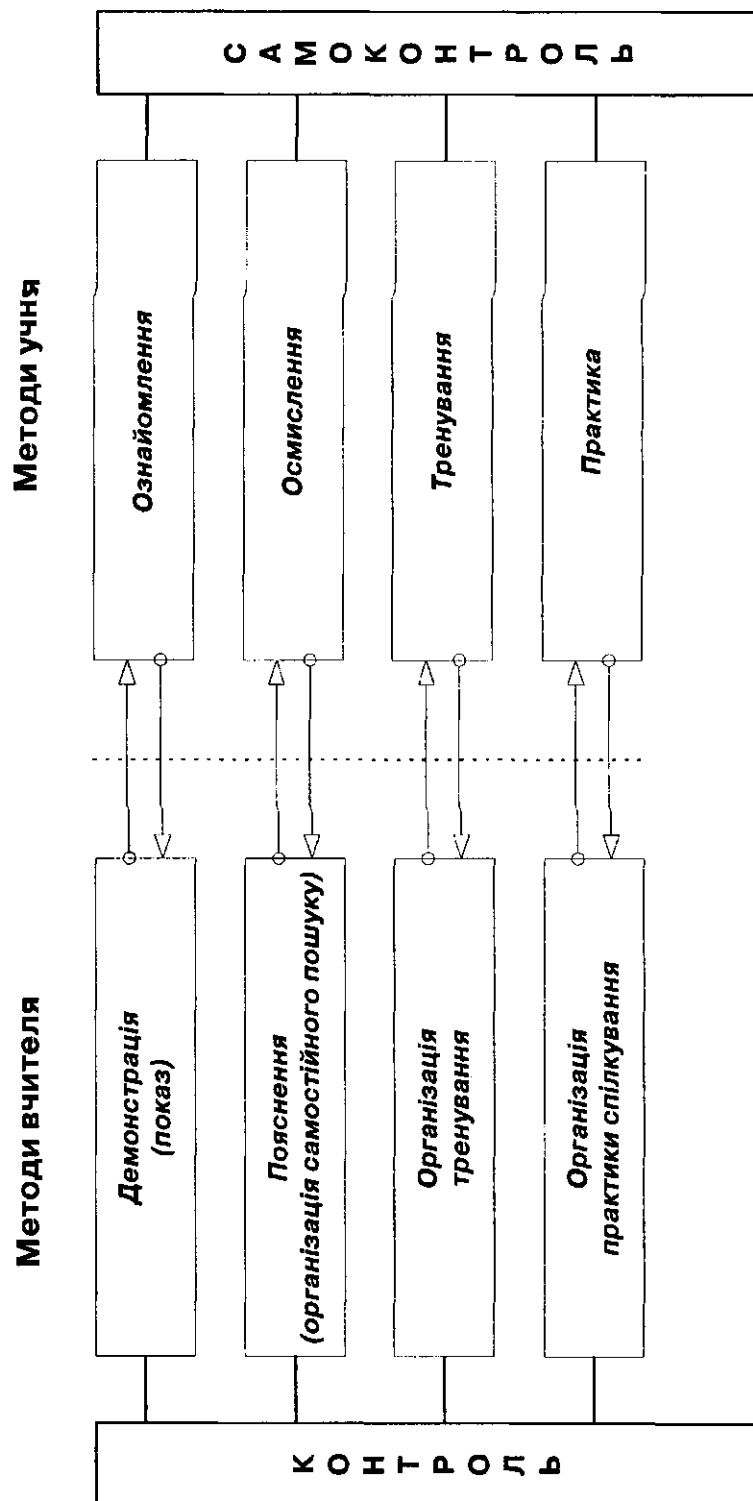 Методи вчителя
Методи учня
КОНТРОЛЬ
Демонстрація
(показ)
Ознайомлення
Пояснення
(організація самостійного пошуку)
Осмислення
Організація
тренування
Тренування
Організація
практики спілкування
Практика
САМОКОНТРОЛЬ